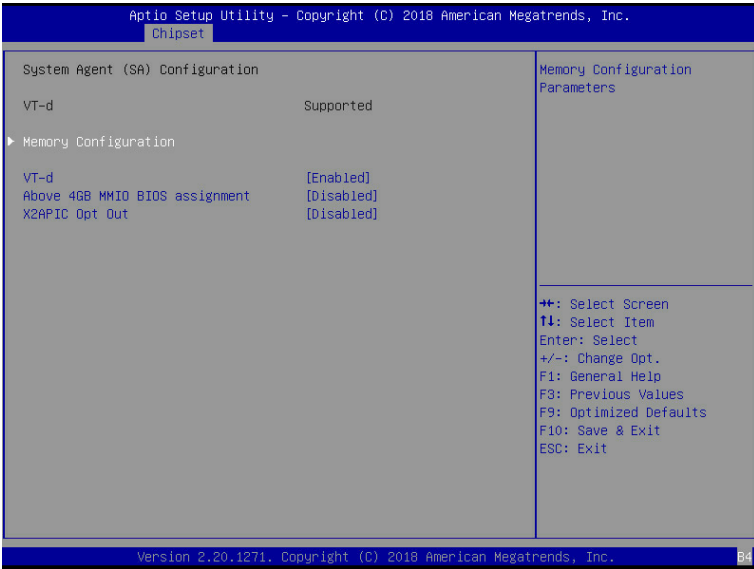 Aptio Setup Utility – Copyright (C) 2018 American Megatrends, Inc.
Chipset
System Agent (SA) Configuration
VT-d Supported
Memory Configuration
VT-d [Enabled]
Above 4GB MMIO BIOS assignment [Disabled]
X2APIC Opt Out [Disabled]
Memory Configuration
Parameters
→←: Select Screen
↑↓: Select Item
Enter: Select
+/-: Change Opt.
F1: General Help
F3: Previous Values
F9: Optimized Defaults
F10: Save & Exit
ESC: Exit
Version 2.20.1271. Copyright (C) 2018 American Megatrends, Inc.
B4